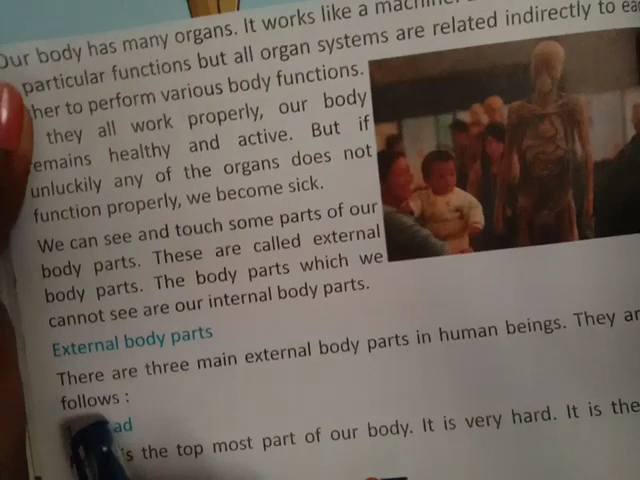 Our body has many organs. It works like a machine.
particular functions but all organ systems are related indirectly to
her to perform various body functions.
they all work properly, our body
remains healthy and active. But if
unluckily any of the organs does not
function properly, we become sick.
We can see and touch some parts of our
body parts. These are called external
body parts. The body parts which we
cannot see are our internal body parts.
External body parts
There are three main external body parts in human beings. They ar
follows :
ad
is the top most part of our body. It is very hard. It is the